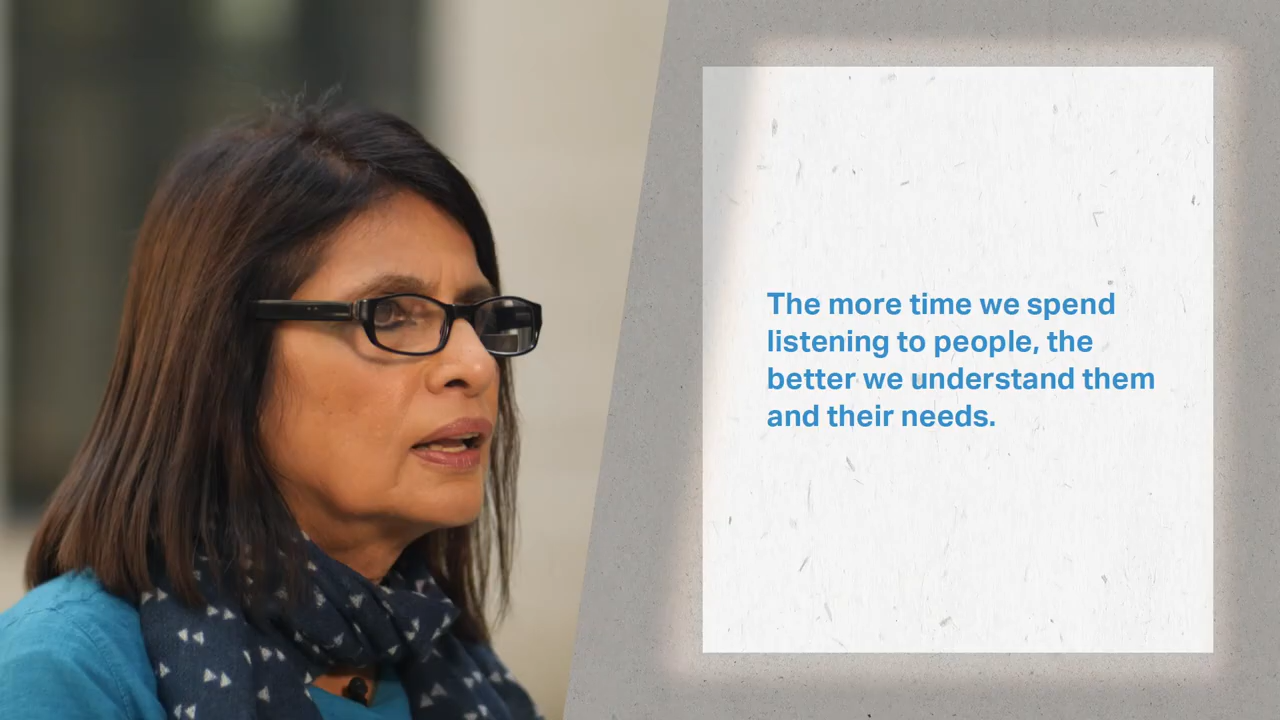 The more time we spend
listening to people, the
better we understand them
and their needs.